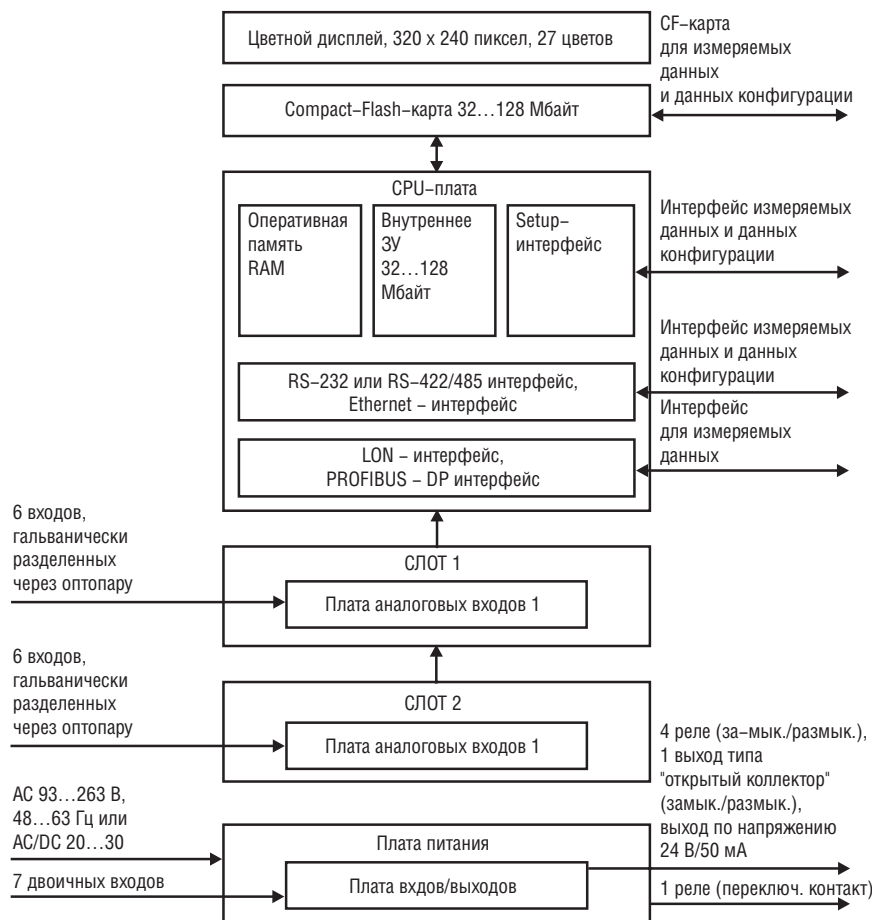 Цветной дисплей, 320 х 240 пиксел, 27 цветов
CF–карта
для измеряемых
данных
и данных конфигурации
Compact–Flash–карта 32…128 Мбайт
CPU–плата
Оперативная
память
RAM
Внутреннее
ЗУ
32…128
Мбайт
Setup–
интерфейс
Интерфейс измеряемых
данных и данных
конфигурации
RS–232 или RS–422/485 интерфейс,
Ethernet – интерфейс
Интерфейс измеряемых
данных и данных
конфигурации
LON – интерфейс,
PROFIBUS – DP интерфейс
Интерфейс
для измеряемых
данных
6 входов,
гальванически
разделенных
через оптопару
СЛОТ 1
Плата аналоговых входов 1
6 входов,
гальванически
разделенных
через оптопару
СЛОТ 2
Плата аналоговых входов 1
4 реле (за–мык./размык.),
1 выход типа
"открытый коллектор"
(замык./размык.),
выход по напряжению
24 В/50 мА
AC 93…263 В,
48…63 Гц или
AC/DC 20…30
7 двоичных входов
Плата питания
Плата вхдов/выходов
1 реле (переключ. контакт)